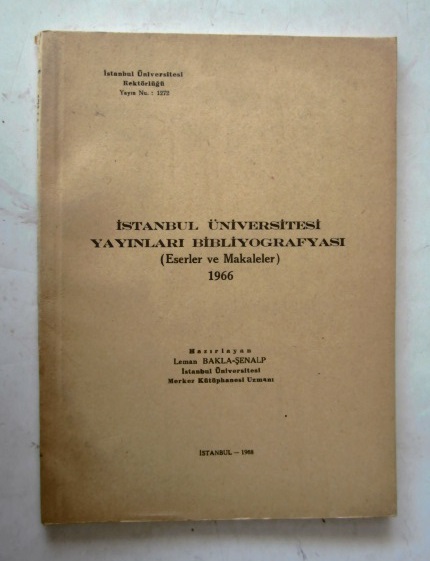 İstanbul Üniversitesi
Rektörlüğü
Yayın No. : 1272
İSTANBUL ÜNİVERSİTESİ
YAYINLARI BİBLİYOGRAFYASI
(Eserler ve Makaleler)
1966
Hazırlayan
Leman BAKLA-ŞENALP
İstanbul Üniversitesi
Merkez Kütüphanesi Uzmanı
İSTANBUL —